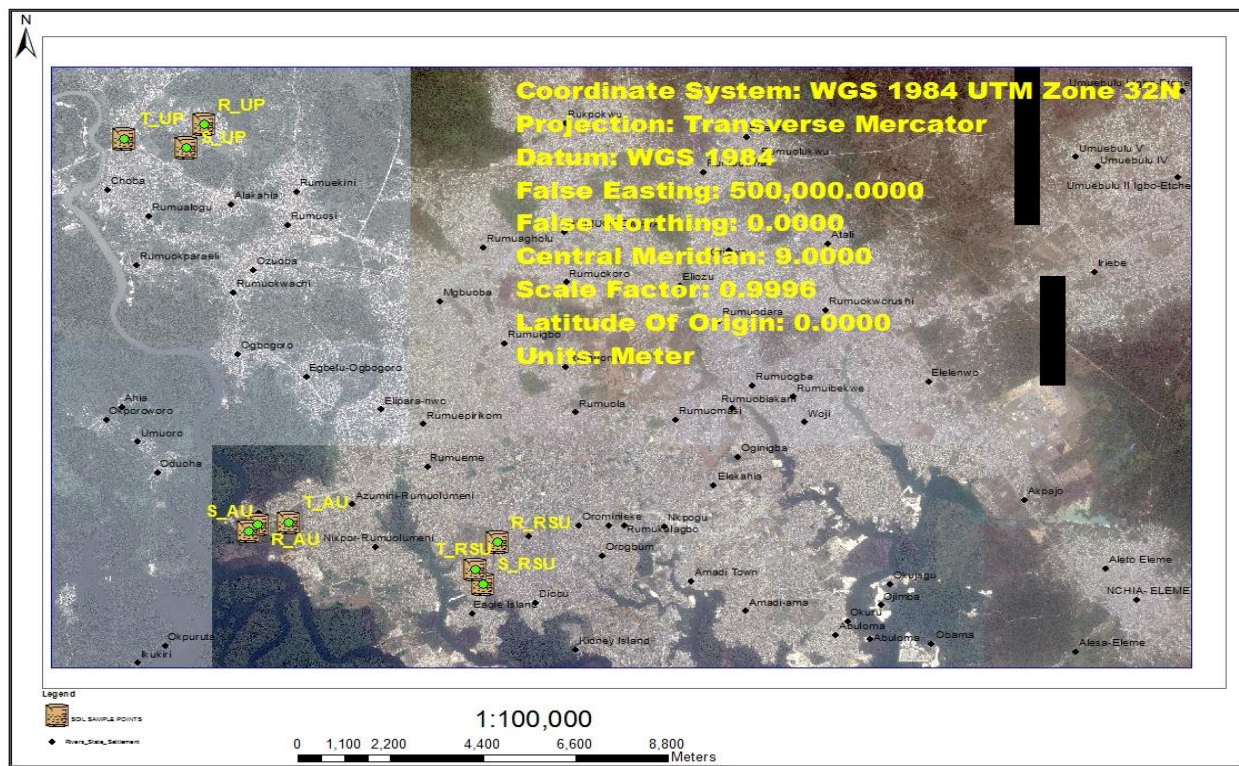 N
Coordinate System: WGS 1984 UTM Zone 32N
Projection: Transverse Mercator
Datum: WGS 1984
False Easting: 500,000.0000
False Northing: 0.0000
Central Meridian: 9.0000
Scale Factor: 0.9996
Latitude Of Origin: 0.0000
Units: Meter
R_UP
T_UP
S_UP
Rukpokwu
Umuebulu V
Umuebulu IV
Umuebulu II Igbo-Etche
Choba
Rumuekini
Alakahia
Rumualogu
Rumuosi
Rumuagholu
Atali
Rumuokparaeli
Ozuoba
Iriebe
Rumuokoro
Eliozu
Rumuokwachi
Mgbuoba
Rumuokworushi
Rumuodara
Rumuigbo
Ogbogoro
Egbelu-Ogbogoro
Elelenwo
Rumuogba
Rumuibekwe
Ahia
Elipara-nwo
Rumuobiakani
Okporoworo
Rumuepirikom
Rumuola
Rumuomasi
Woji
Umuoro
Oginigba
Oduoha
Rumueme
Elekahia
Akpajo
Azumini-Rumuolumeni
T_AU
S_AU
R_AU
Nikpor-Rumuolumeni
R_RSU
Orominieke
Nkpogu
Rumukalagbo
T_RSU
S_RSU
Orogbum
Aleto Eleme
Amadi Town
Okujagu
NCHIA- ELEME
Diobu
Ojimba
Eagle Island
Amadi-ama
Okuru
Abuloma
Abuloma
Obama
Okpuruta
Kidney Island
Alesa-Eleme
Ikukiri
Legend
SOIL SAMPLE POINTS
Rivers_State_Settlement
1:100,000
0 1,100 2,200 4,400 6,600 8,800
Meters